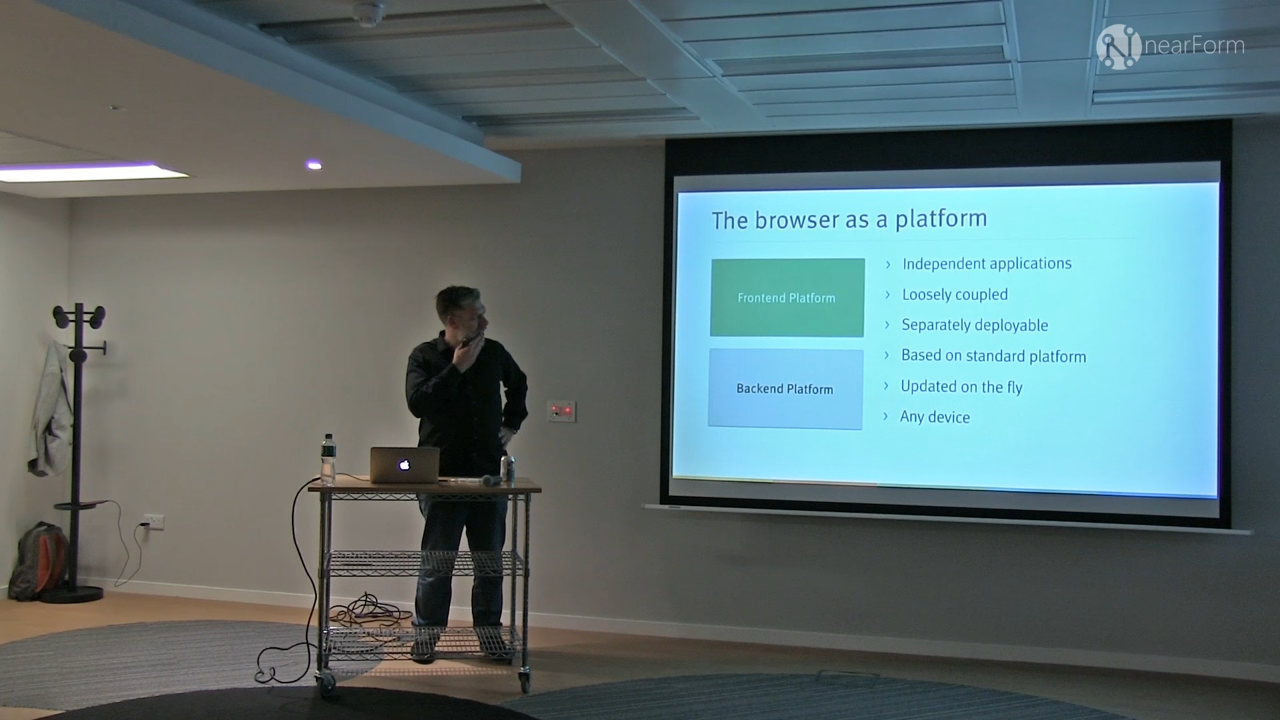 nearForm
The browser as a platform
Frontend Platform
Backend Platform
› Independent applications
› Loosely coupled
› Separately deployable
› Based on standard platform
› Updated on the fly
› Any device